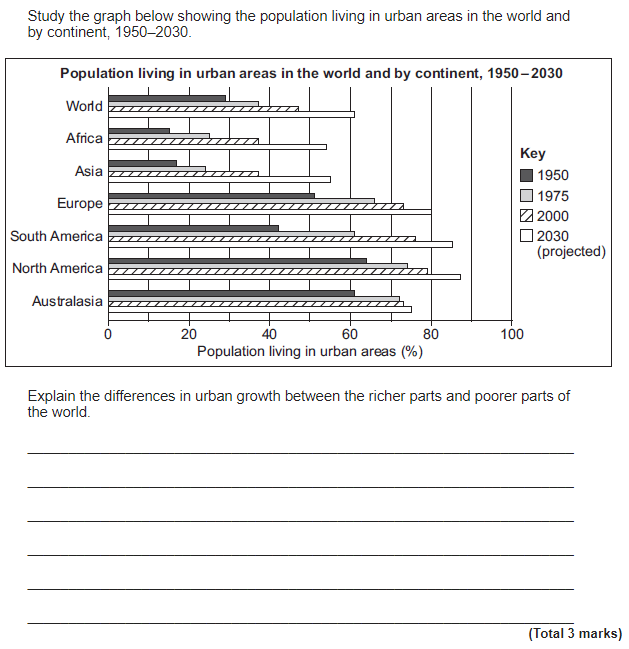 Study the graph below showing the population living in urban areas in the world and
by continent, 1950–2030.
Population living in urban areas in the world and by continent, 1950–2030
World
Africa
Asia
Europe
South America
North America
Australasia
0 20 40 60 80 100
Population living in urban areas (%)
Key
1950
1975
2000
2030
(projected)
Explain the differences in urban growth between the richer parts and poorer parts of
the world.
(Total 3 marks)